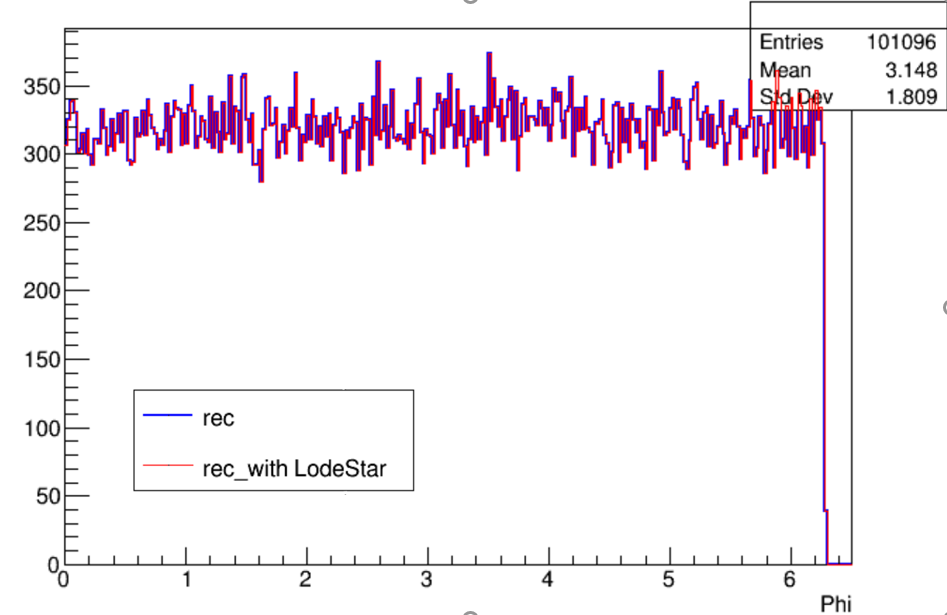 Entries 101096
Mean 3.148
Std Dev 1.809
350
300
250
200
150
100
50
0
rec
rec_with LodeStar
0 1 2 3 4 5 6
Phi